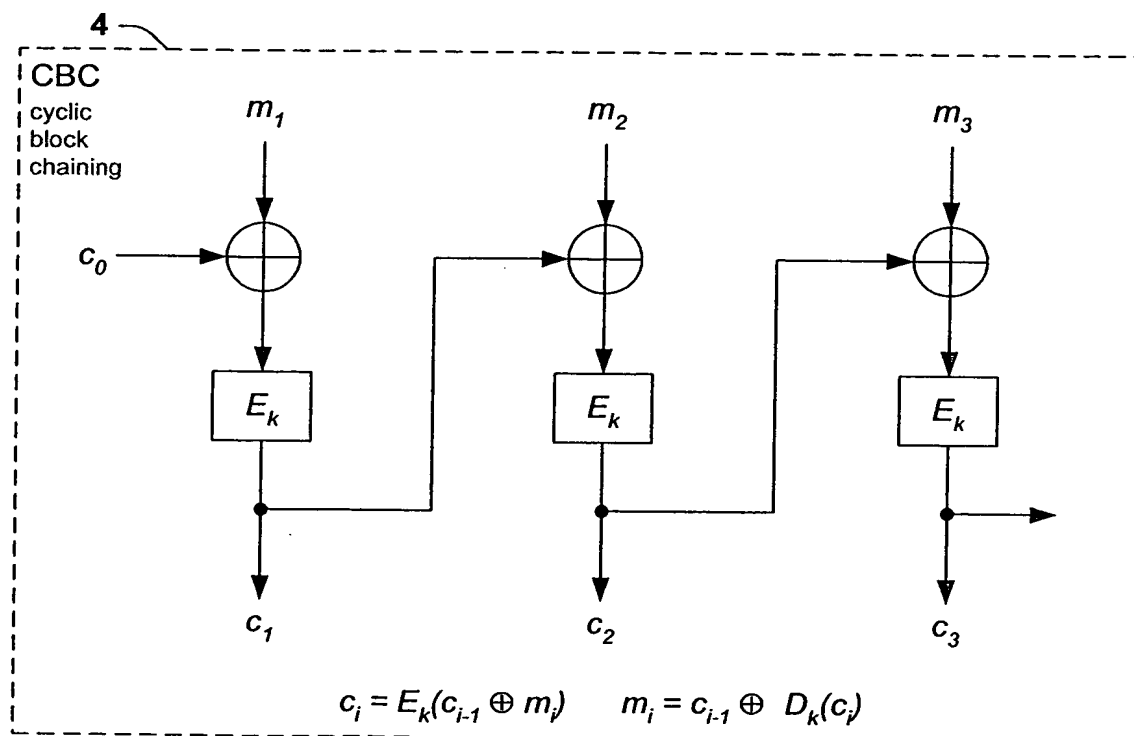 4
CBC
cyclic
block
chaining
m₁ m₂ m₃
c₀
Eₖ Eₖ Eₖ
c₁ c₂ c₃
cᵢ = Eₖ(cᵢ₋₁ ⊕ mᵢ) mᵢ = cᵢ₋₁ ⊕ Dₖ(cᵢ)